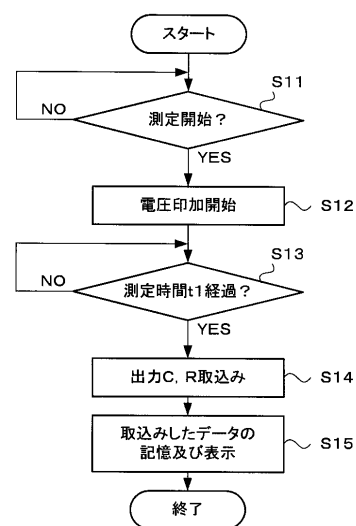 スタート
S11
測定開始？
NO
YES
S12
電圧印加開始
S13
測定時間t1経過？
NO
YES
出力C, R取込み
S14
取込みしたデータの
記憶及び表示
S15
終了